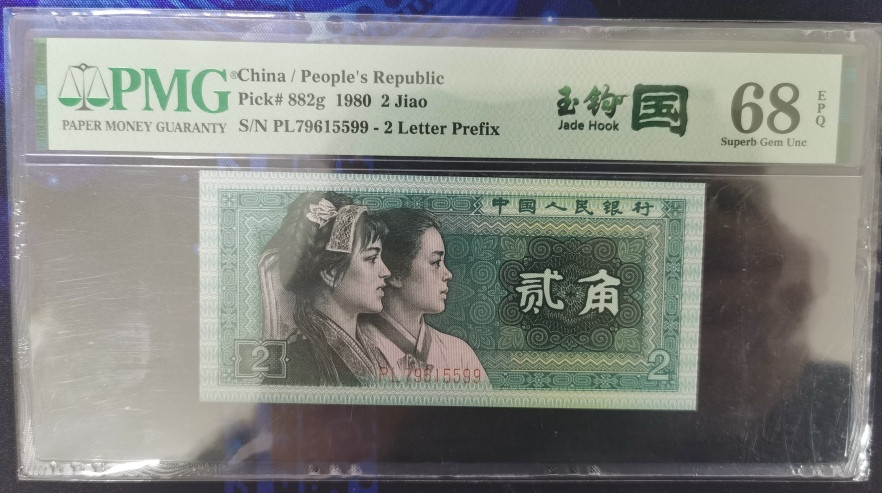 PMG®
PAPER MONEY GUARANTY
China / People's Republic
Pick# 882g 1980 2 Jiao
S/N PL79615599 - 2 Letter Prefix
玉钩
Jade Hook
国
68
EPQ
Superb Gem Unc
中国人民银行
贰角
2
PL79615599
2